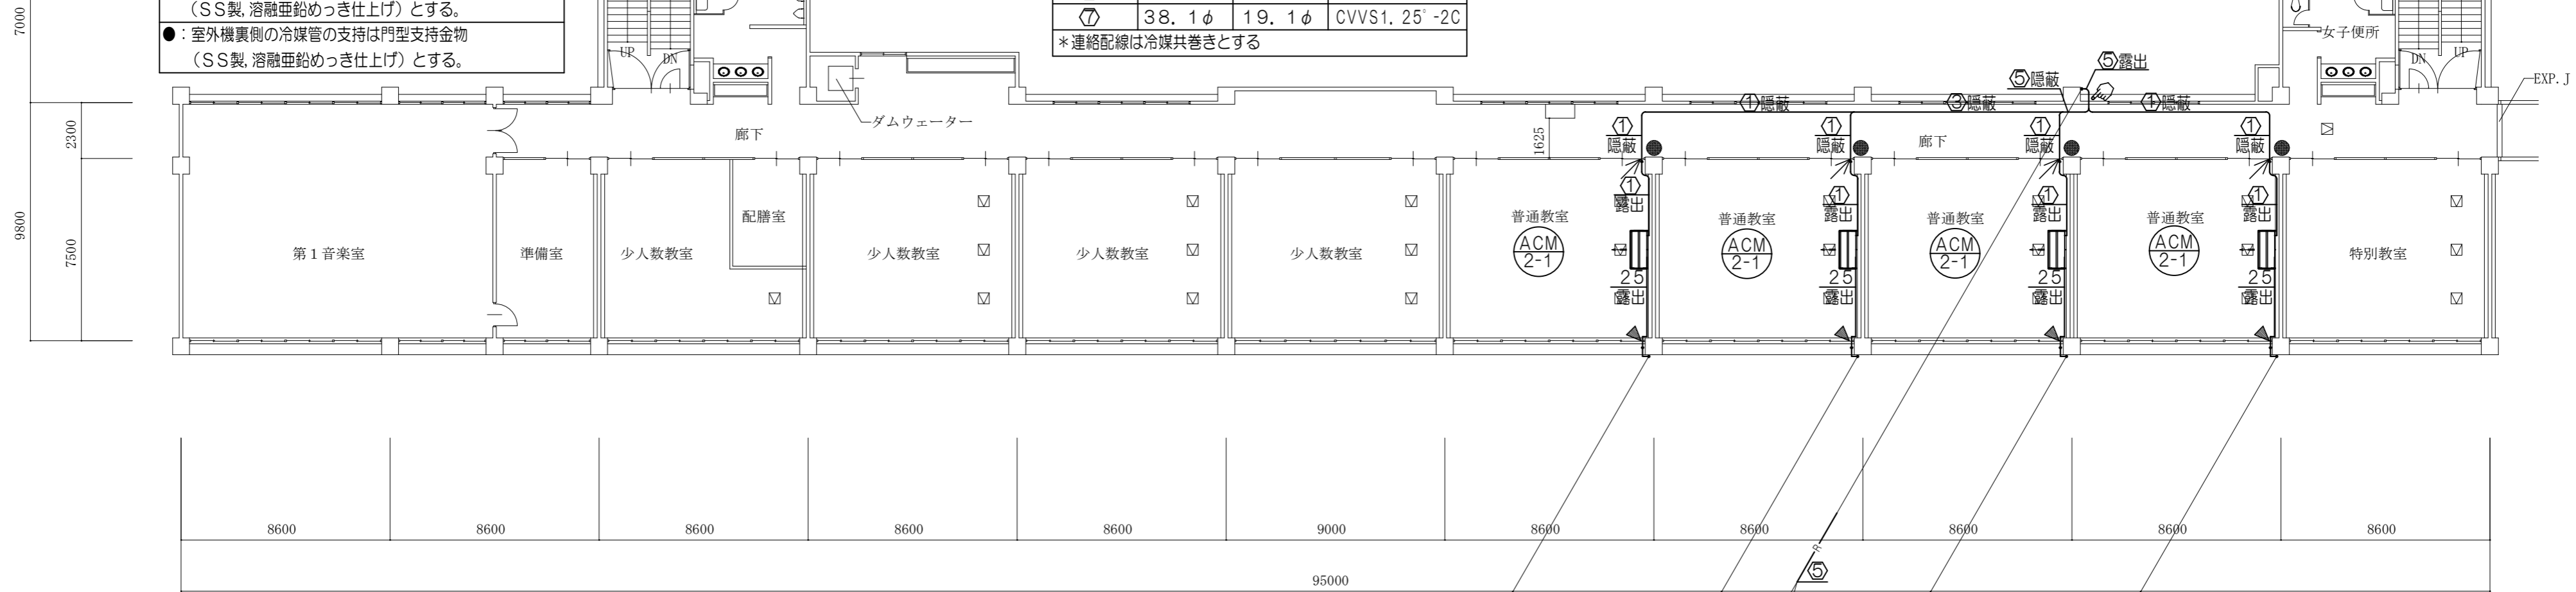 （ＳＳ製,溶融亜鉛めっき仕上げ）とする。
●：室外機裏側の冷媒管の支持は門型支持金物
（ＳＳ製,溶融亜鉛めっき仕上げ）とする。
⑦ 38.1φ 19.1φ CVVS1.25°-2C
＊連絡配線は冷媒共巻きとする
7000
UP
DN
ダムウェーター
女子便所
DN
UP
EXP.J
⑤露出
⑤隠蔽
①隠蔽
③隠蔽
①隠蔽
2300
9800
7500
廊下
1625
廊下
①
隠蔽
①
隠蔽
①
隠蔽
①
隠蔽
①
露出
①
露出
①
露出
①
露出
第１音楽室
準備室
少人数教室
配膳室
少人数教室
少人数教室
少人数教室
普通教室
ACM
2-1
普通教室
ACM
2-1
普通教室
ACM
2-1
普通教室
ACM
2-1
特別教室
25
露出
25
露出
25
露出
25
露出
8600
8600
8600
8600
8600
9000
8600
8600
8600
8600
8600
R
⑤
95000